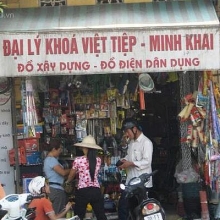 ĐẠI LÝ KHOÁ VIỆT TIỆP - MINH KHAI
ĐỒ XÂY DỰNG - ĐỒ ĐIỆN DÂN DỤNG